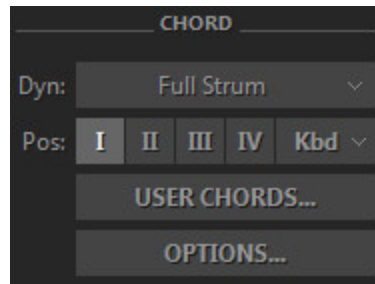 CHORD
Dyn: Full Strum
Pos: I II III IV Kbd
USER CHORDS...
OPTIONS...